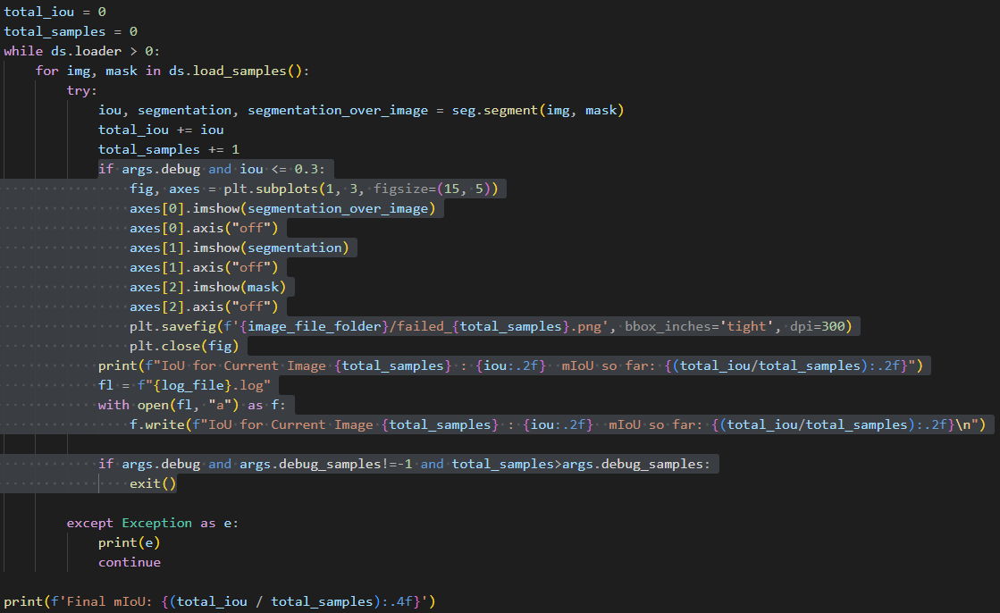 total_iou = 0
total_samples = 0
while ds.loader > 0:
    for img, mask in ds.load_samples():
        try:
            iou, segmentation, segmentation_over_image = seg.segment(img, mask)
            total_iou += iou
            total_samples += 1
            if args.debug and iou <= 0.3:
                fig, axes = plt.subplots(1, 3, figsize=(15, 5))
                axes[0].imshow(segmentation_over_image)
                axes[0].axis("off")
                axes[1].imshow(segmentation)
                axes[1].axis("off")
                axes[2].imshow(mask)
                axes[2].axis("off")
                plt.savefig(f'{image_file_folder}/failed_{total_samples}.png', bbox_inches='tight', dpi=300)
                plt.close(fig)
            print(f"IoU for Current Image {total_samples} : {iou:.2f}  mIoU so far: {(total_iou/total_samples):.2f}")
            fl = f"{log_file}.log"
            with open(fl, "a") as f:
                f.write(f"IoU for Current Image {total_samples} : {iou:.2f}  mIoU so far: {(total_iou/total_samples):.2f}\n")

            if args.debug and args.debug_samples!=-1 and total_samples>args.debug_samples:
                exit()

        except Exception as e:
            print(e)
            continue

print(f'Final mIoU: {(total_iou / total_samples):.4f}')